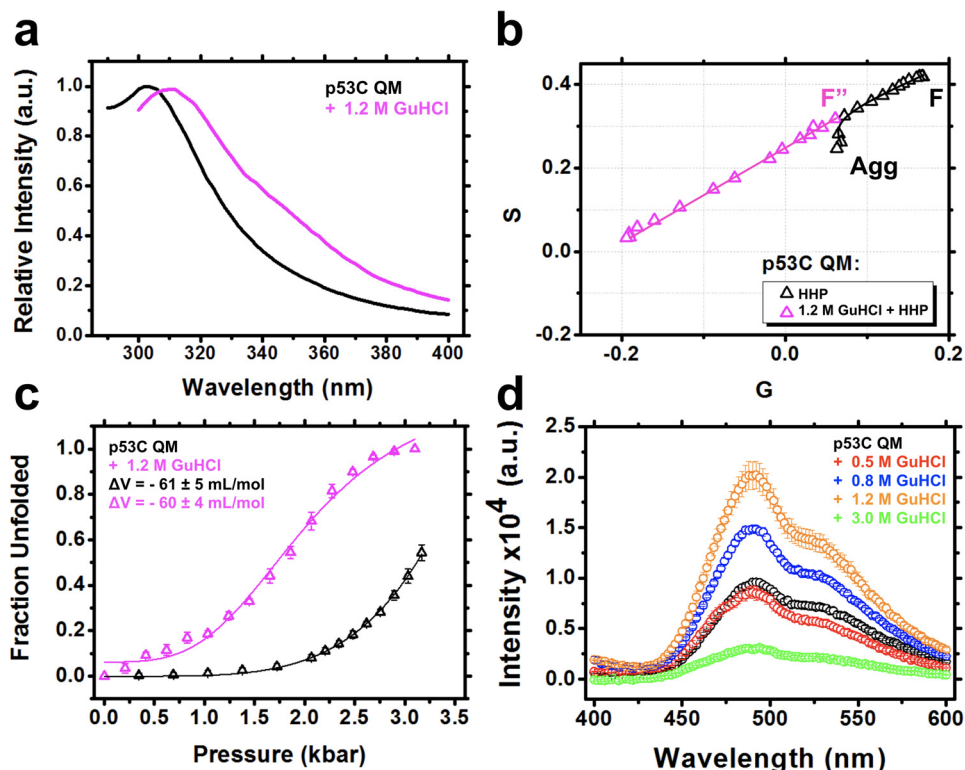 a
Relative Intensity (a.u.)
1.0
0.8
0.6
0.4
0.2
0.0
p53C QM
+ 1.2 M GuHCl
300 320 340 360 380 400
Wavelength (nm)
b
S
0.4
0.2
0.0
-0.2
F”
F
Agg
p53C QM:
HHP
1.2 M GuHCl + HHP
-0.2 0.0 0.2
G
c
Fraction Unfolded
1.0
0.8
0.6
0.4
0.2
0.0
p53C QM
+ 1.2 M GuHCl
ΔV = - 61 ± 5 mL/mol
ΔV = - 60 ± 4 mL/mol
0.0 0.5 1.0 1.5 2.0 2.5 3.0 3.5
Pressure (kbar)
d
Intensity x10⁴ (a.u.)
2.5
2.0
1.5
1.0
0.5
0.0
p53C QM
+ 0.5 M GuHCl
+ 0.8 M GuHCl
+ 1.2 M GuHCl
+ 3.0 M GuHCl
400 450 500 550 600
Wavelength (nm)